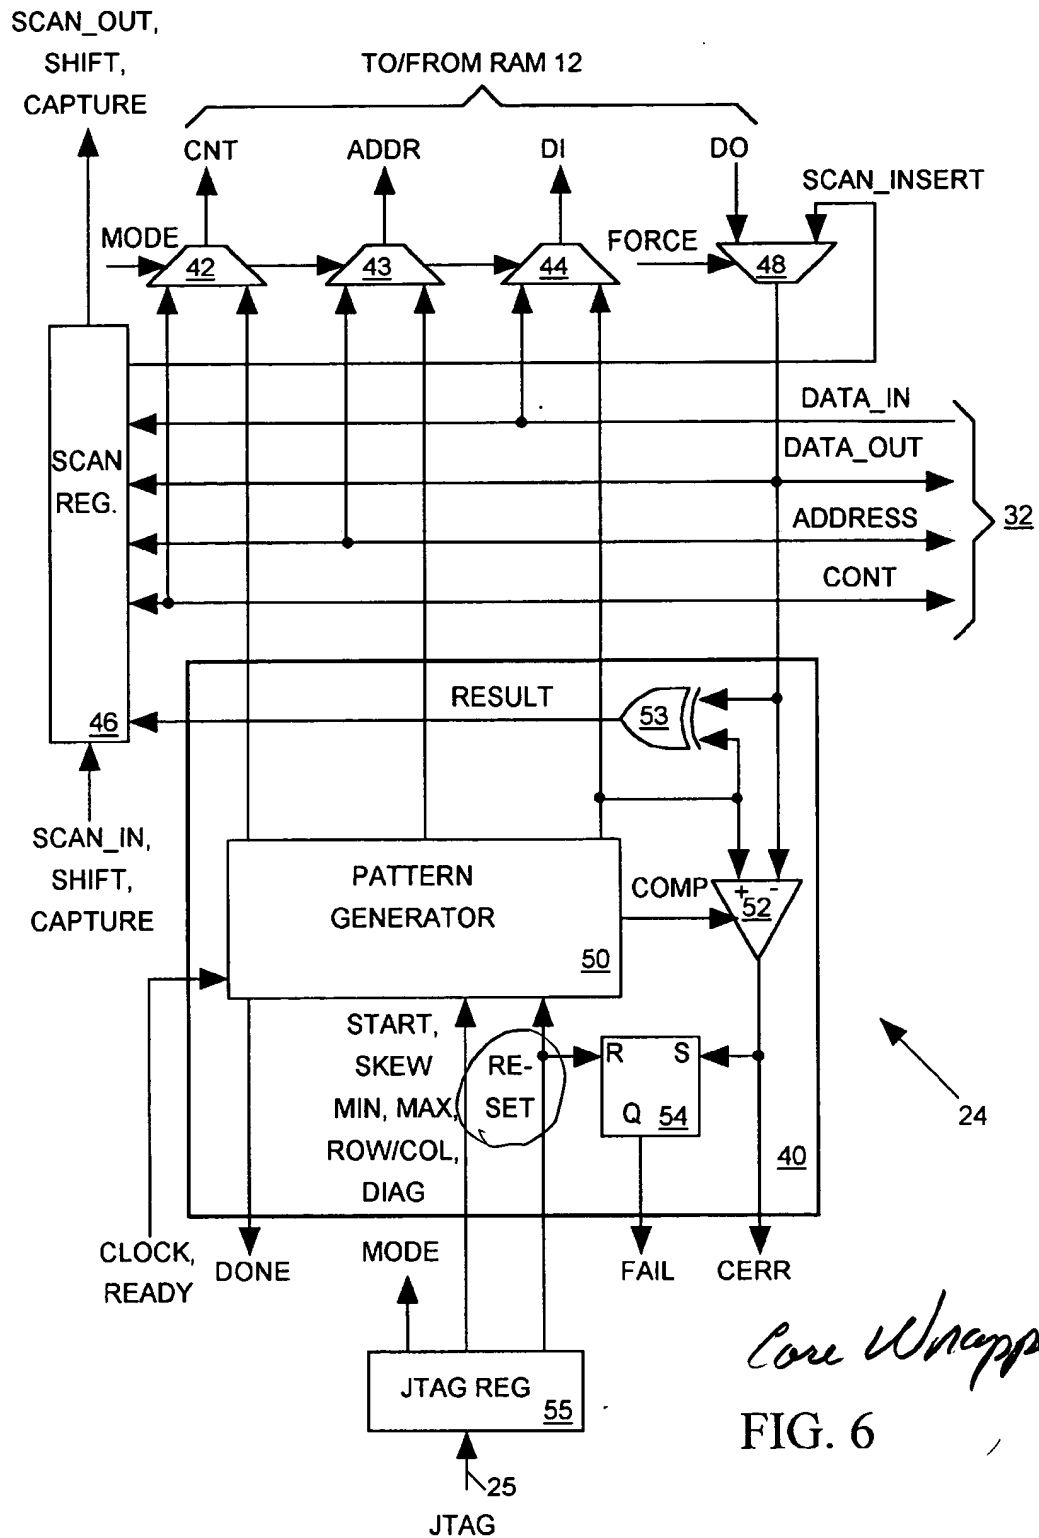 SCAN_OUT,
SHIFT,
CAPTURE
TO/FROM RAM 12
CNT
ADDR
DI
DO
SCAN_INSERT
MODE
42
43
44
FORCE
48
DATA_IN
DATA_OUT
ADDRESS
CONT
32
SCAN
REG.
46
RESULT
53
SCAN_IN,
SHIFT,
CAPTURE
PATTERN
GENERATOR
50
COMP
+ -
52
START,
SKEW
MIN, MAX,
ROW/COL,
DIAG
RE-
SET
R S
Q 54
40
24
CLOCK,
READY
DONE
MODE
FAIL
CERR
JTAG REG
55
25
JTAG
Core Wrapp
FIG. 6